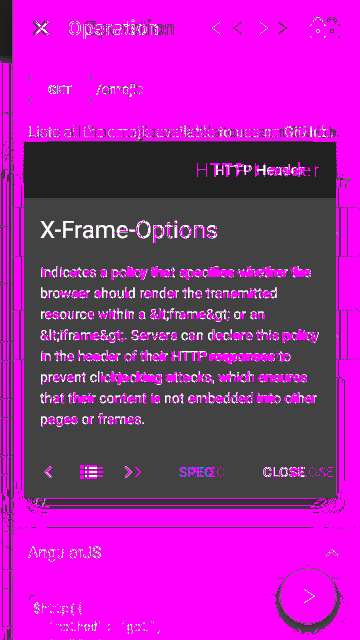 Operation
GET /emojis
Lists all the emojis available to use on GitHub.
HTTP Header
X-Frame-Options
Indicates a policy that specifies whether the
browser should render the transmitted
resource within a &lt;frame&gt; or an
&lt;iframe&gt;. Servers can declare this policy
in the header of their HTTP responses to
prevent clickjacking attacks, which ensures
that their content is not embedded into other
pages or frames.
SPEC CLOSE
AngularJS
$http({
'method': 'get',